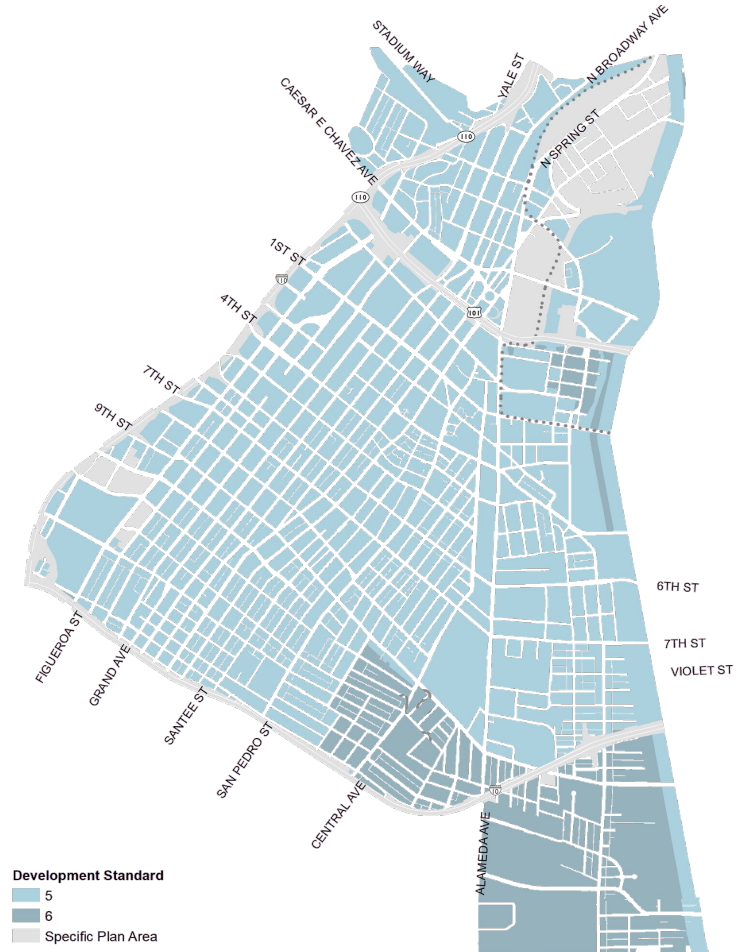 STADIUM WAY
YALE ST
N BROADWAY AVE
CAESAR E CHAVEZ AVE
110
N SPRING ST
110
1ST ST
110
4TH ST
101
7TH ST
9TH ST
6TH ST
7TH ST
VIOLET ST
FIGUEROA ST
GRAND AVE
SANTEE ST
SAN PEDRO ST
CENTRAL AVE
10
ALAMEDA AVE
Development Standard
5
6
Specific Plan Area